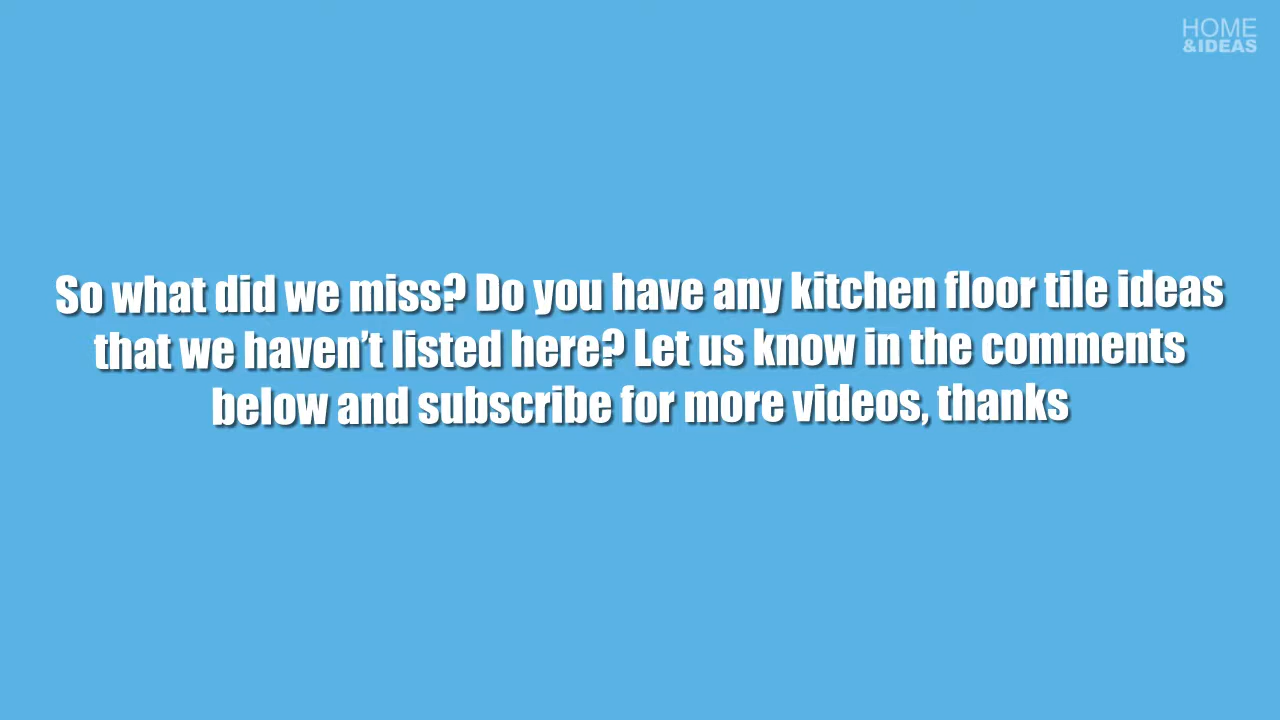 HOME
&IDEAS
So what did we miss? Do you have any kitchen floor tile ideas
that we haven’t listed here? Let us know in the comments
below and subscribe for more videos, thanks